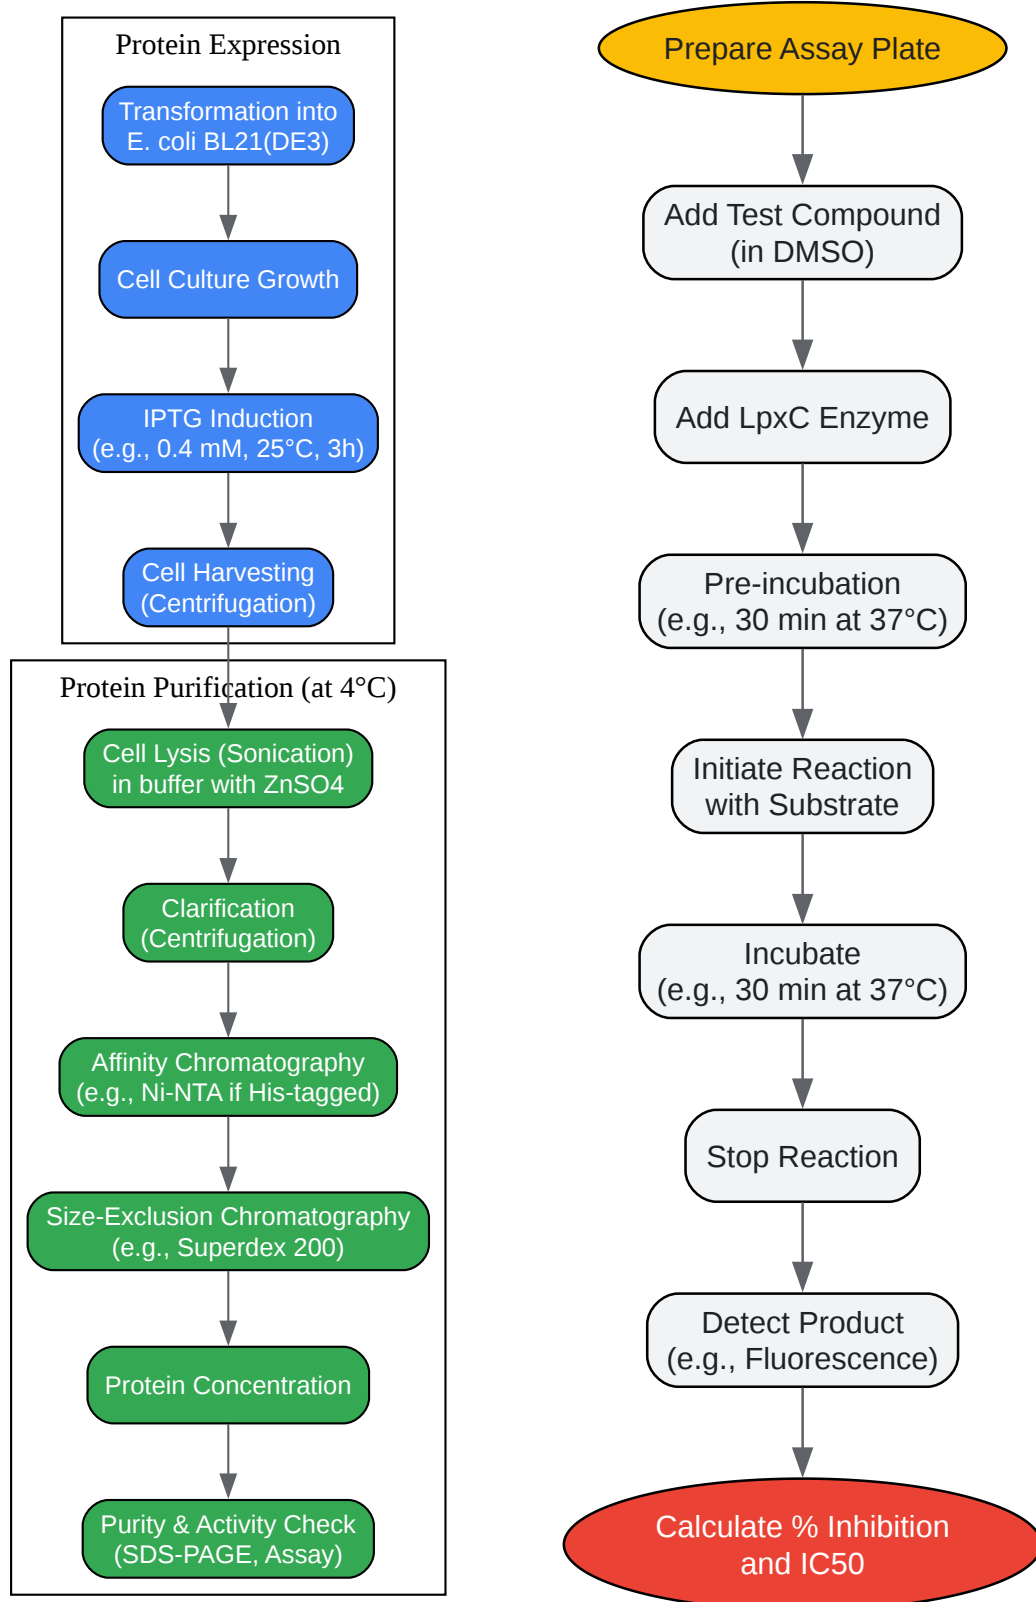 Protein Expression
Transformation into
E. coli BL21(DE3)
Cell Culture Growth
IPTG Induction
(e.g., 0.4 mM, 25°C, 3h)
Cell Harvesting
(Centrifugation)
Protein Purification (at 4°C)
Cell Lysis (Sonication)
in buffer with ZnSO4
Clarification
(Centrifugation)
Affinity Chromatography
(e.g., Ni-NTA if His-tagged)
Size-Exclusion Chromatography
(e.g., Superdex 200)
Protein Concentration
Purity & Activity Check
(SDS-PAGE, Assay)
Prepare Assay Plate
Add Test Compound
(in DMSO)
Add LpxC Enzyme
Pre-incubation
(e.g., 30 min at 37°C)
Initiate Reaction
with Substrate
Incubate
(e.g., 30 min at 37°C)
Stop Reaction
Detect Product
(e.g., Fluorescence)
Calculate % Inhibition
and IC50